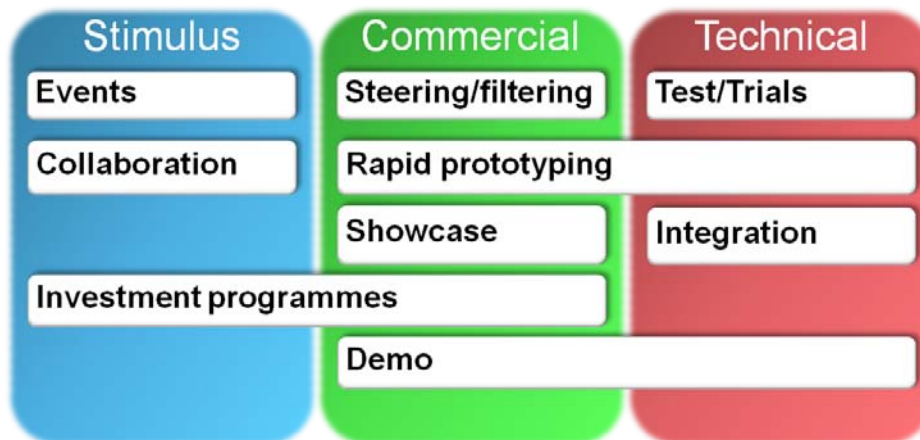 Stimulus
Commercial
Technical
Events
Steering/filtering
Test/Trials
Collaboration
Rapid prototyping
Showcase
Integration
Investment programmes
Demo